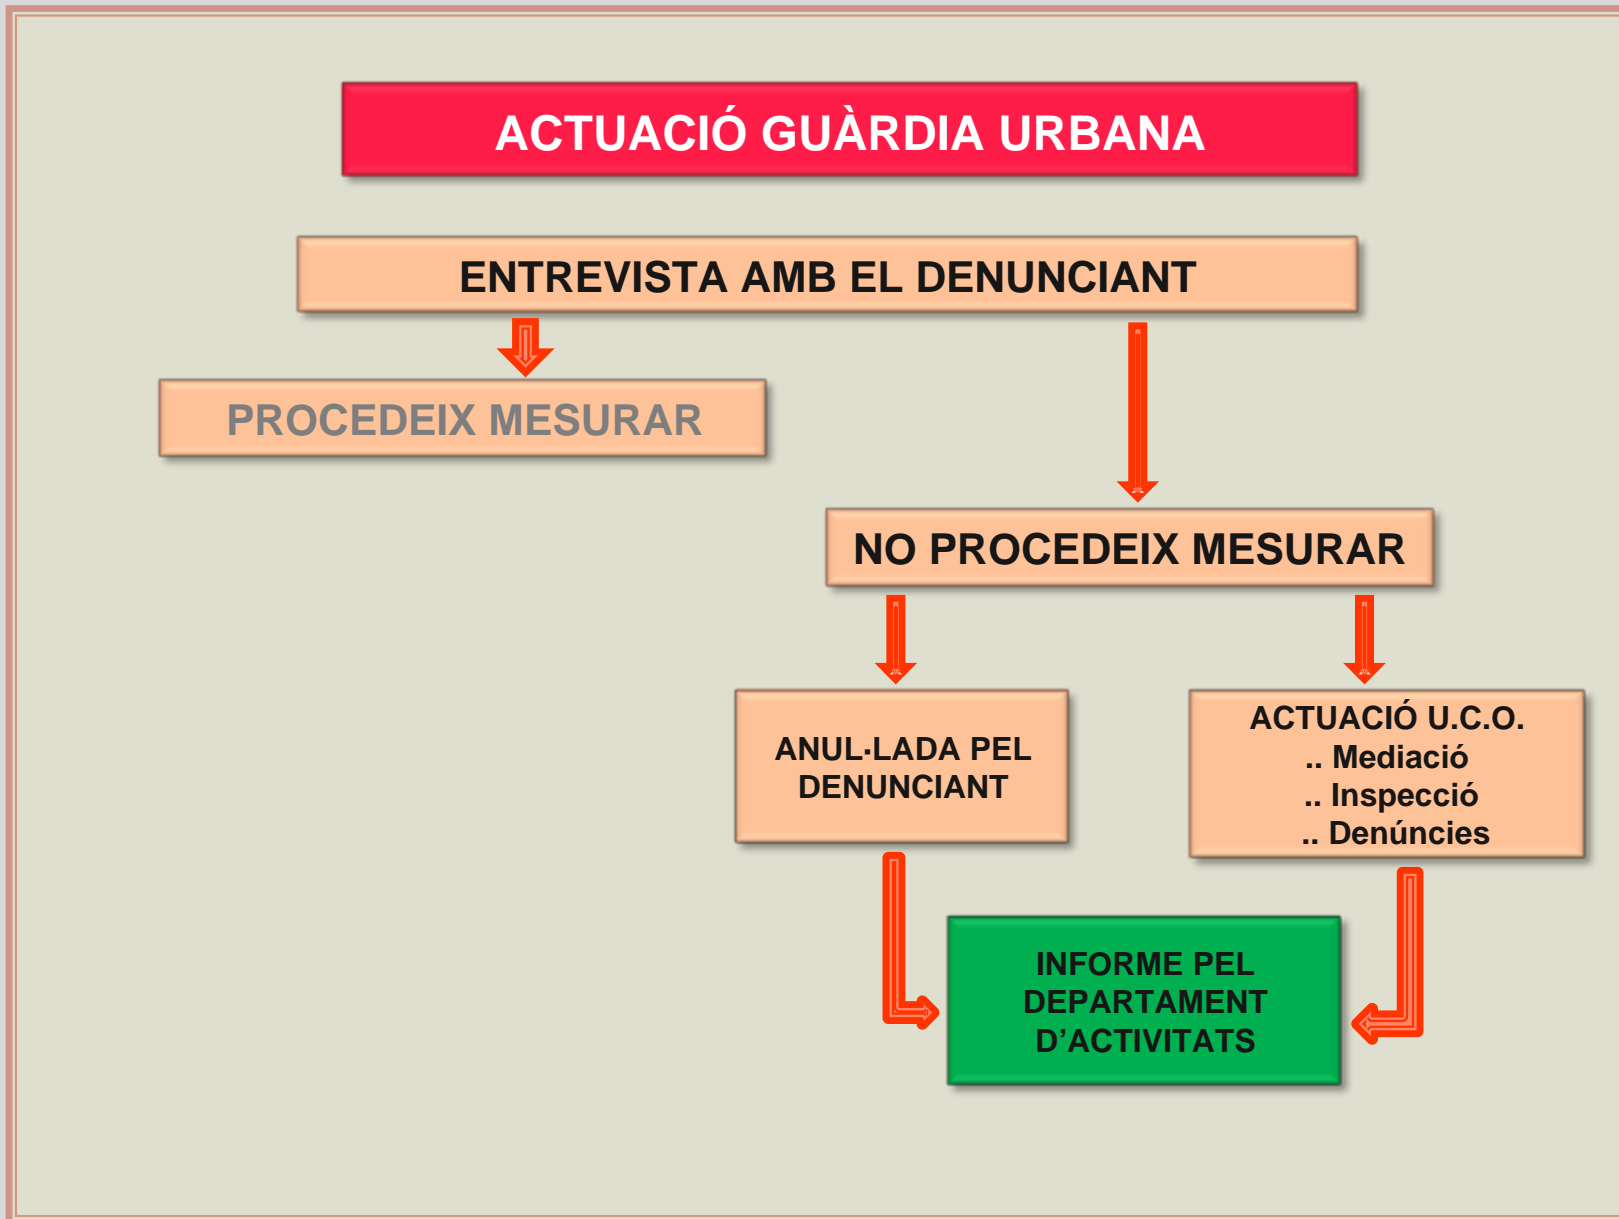 ACTUACIÓ GUÀRDIA URBANA
ENTREVISTA AMB EL DENUNCIANT
PROCEDEIX MESURAR
NO PROCEDEIX MESURAR
ANUL·LADA PEL
DENUNCIANT
ACTUACIÓ U.C.O.
.. Mediació
.. Inspecció
.. Denúncies
INFORME PEL
DEPARTAMENT
D’ACTIVITATS